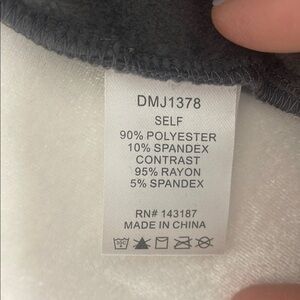 DMJ1378
SELF
90% POLYESTER
10% SPANDEX
CONTRAST
95% RAYON
5% SPANDEX
RN# 143187
MADE IN CHINA